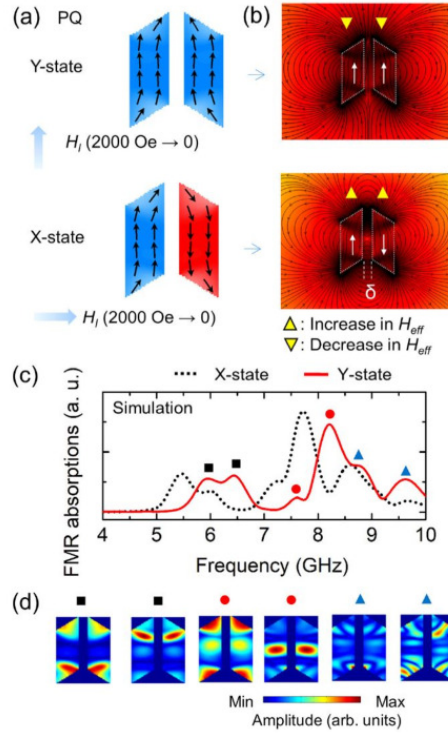 (a) PQ
Y-state
H_I (2000 Oe → 0)
X-state
H_I (2000 Oe → 0)
(b)
δ
△: Increase in H_eff
▽: Decrease in H_eff
(c)
X-state
Y-state
Simulation
FMR absorptions (a. u.)
4 5 6 7 8 9 10
Frequency (GHz)
(d)
Min Max
Amplitude (arb. units)